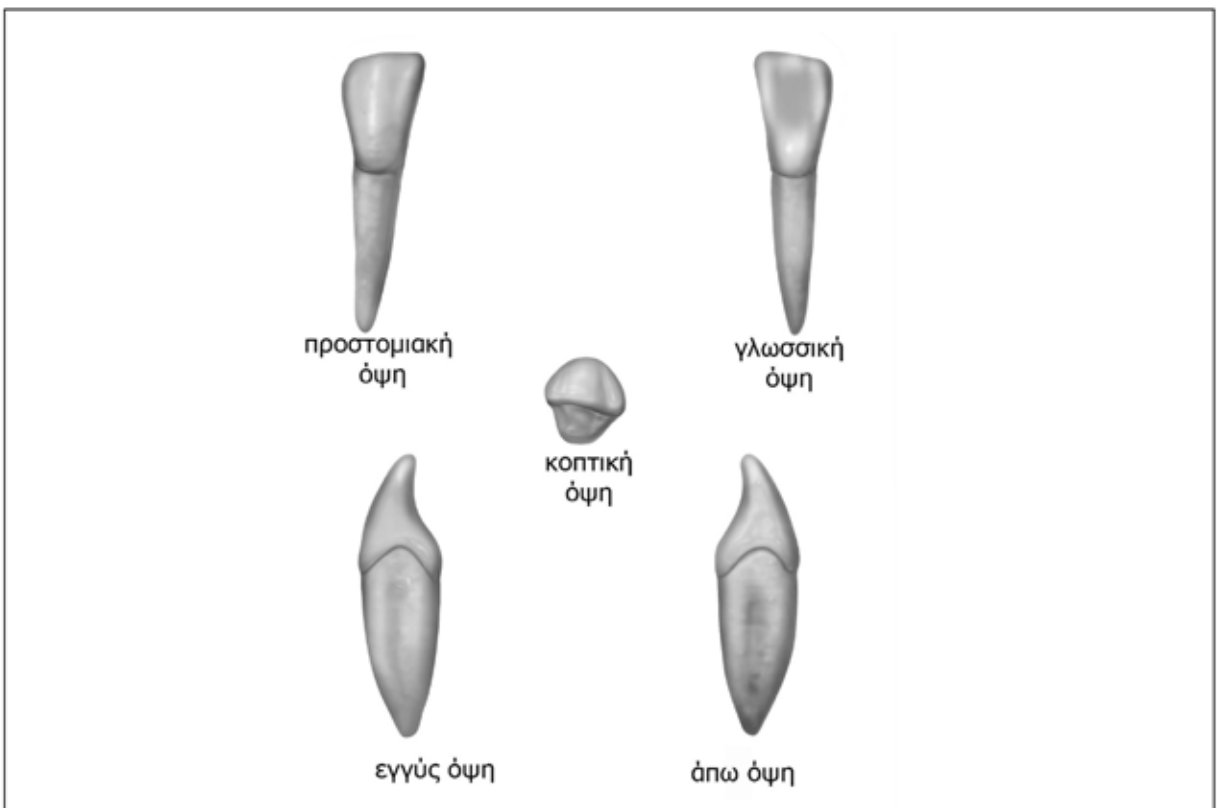 προστομιακή
όψη
γλωσσική
όψη
κοπτική
όψη
εγγύς όψη
άπω όψη